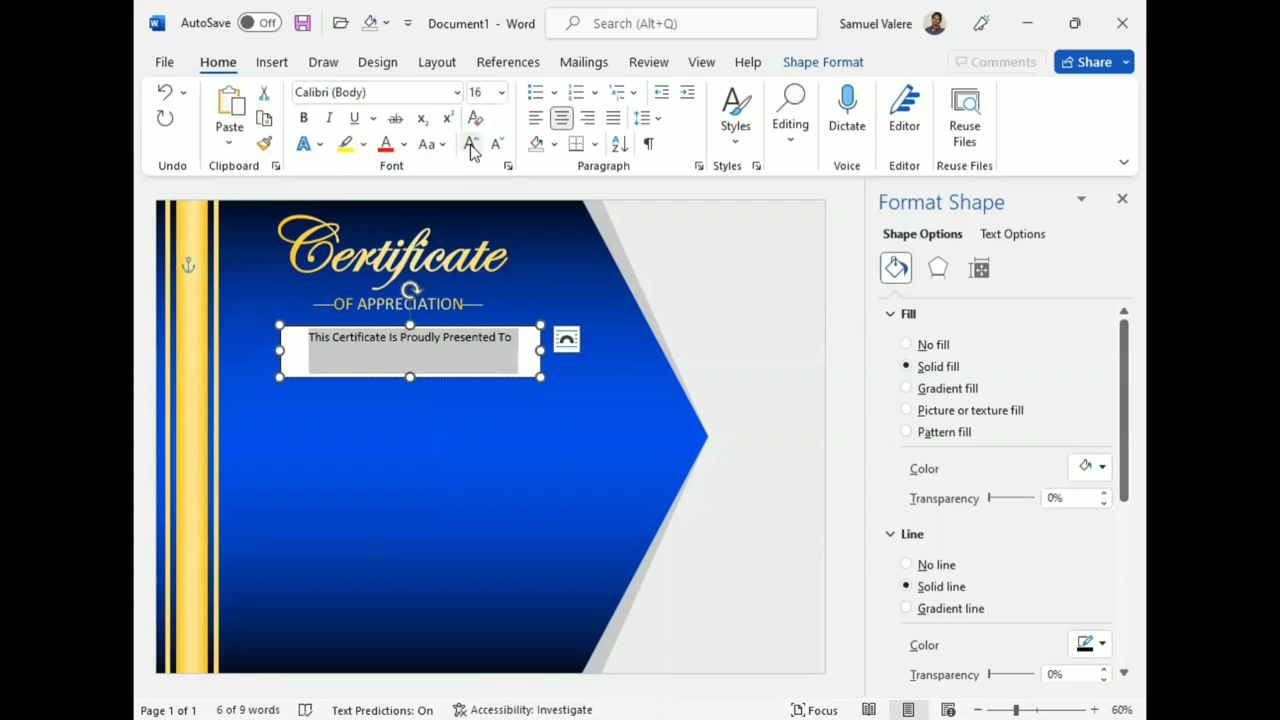 AutoSave Off Document1 - Word Search (Alt+Q) Samuel Valere
File Home Insert Draw Design Layout References Mailings Review View Help Shape Format Comments Share
Calibri (Body) 16
Paste B I U ab x₂ x² A Styles Editing Dictate Editor Reuse Files
A Aa A A
Undo Clipboard Font Paragraph Styles Voice Editor Reuse Files
Certificate
OF APPRECIATION
This Certificate Is Proudly Presented To
Format Shape
Shape Options Text Options
Fill
No fill
Solid fill
Gradient fill
Picture or texture fill
Pattern fill
Color
Transparency 0%
Line
No line
Solid line
Gradient line
Color
Transparency 0%
Page 1 of 1 6 of 9 words Text Predictions: On Accessibility: Investigate Focus 60%